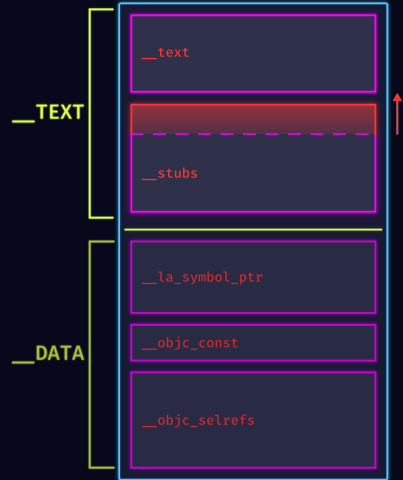 __text
__TEXT
__stubs
__la_symbol_ptr
__objc_const
__DATA
__objc_selrefs